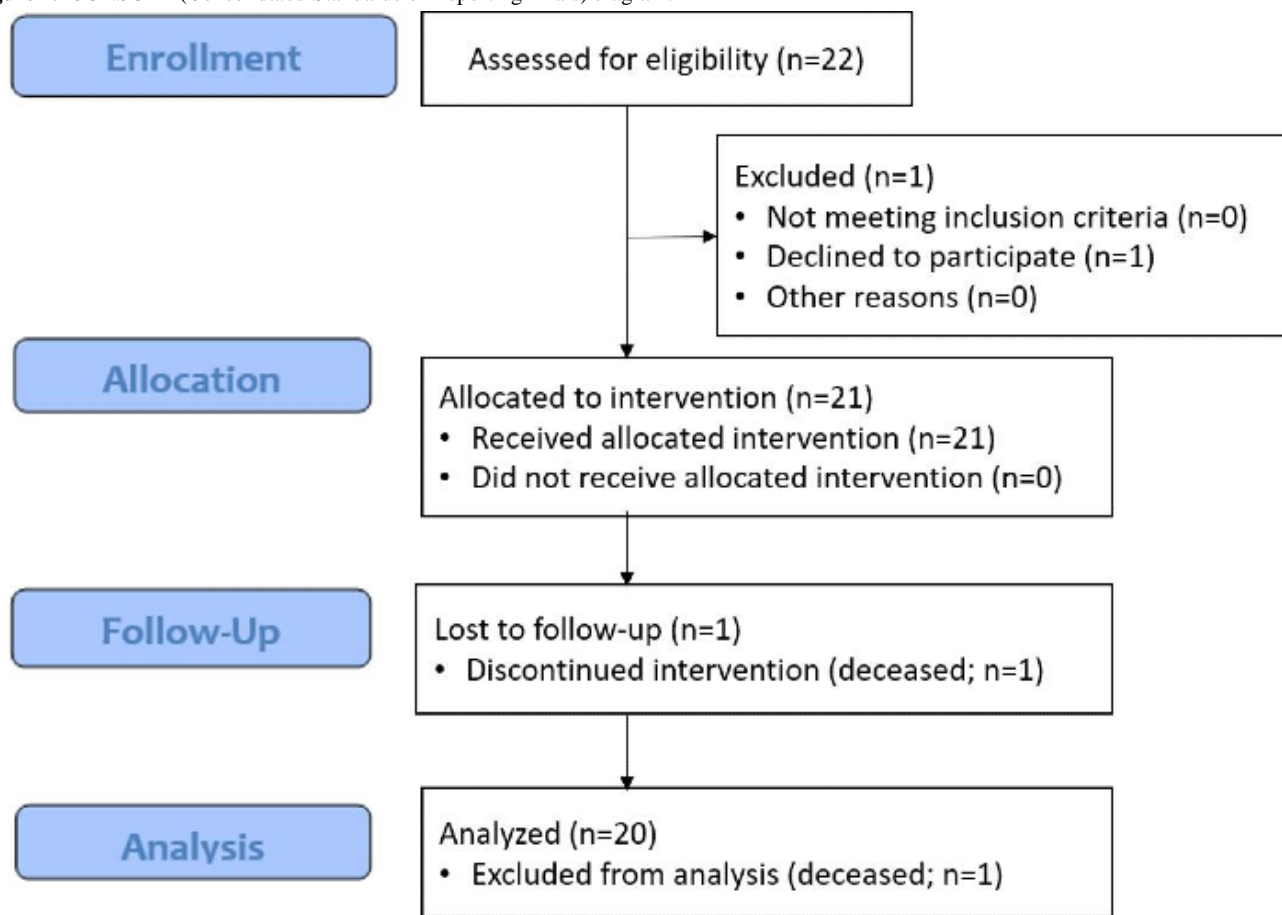 Enrollment
Assessed for eligibility (n=22)
Excluded (n=1)
• Not meeting inclusion criteria (n=0)
• Declined to participate (n=1)
• Other reasons (n=0)
Allocation
Allocated to intervention (n=21)
• Received allocated intervention (n=21)
• Did not receive allocated intervention (n=0)
Follow-Up
Lost to follow-up (n=1)
• Discontinued intervention (deceased; n=1)
Analysis
Analyzed (n=20)
• Excluded from analysis (deceased; n=1)